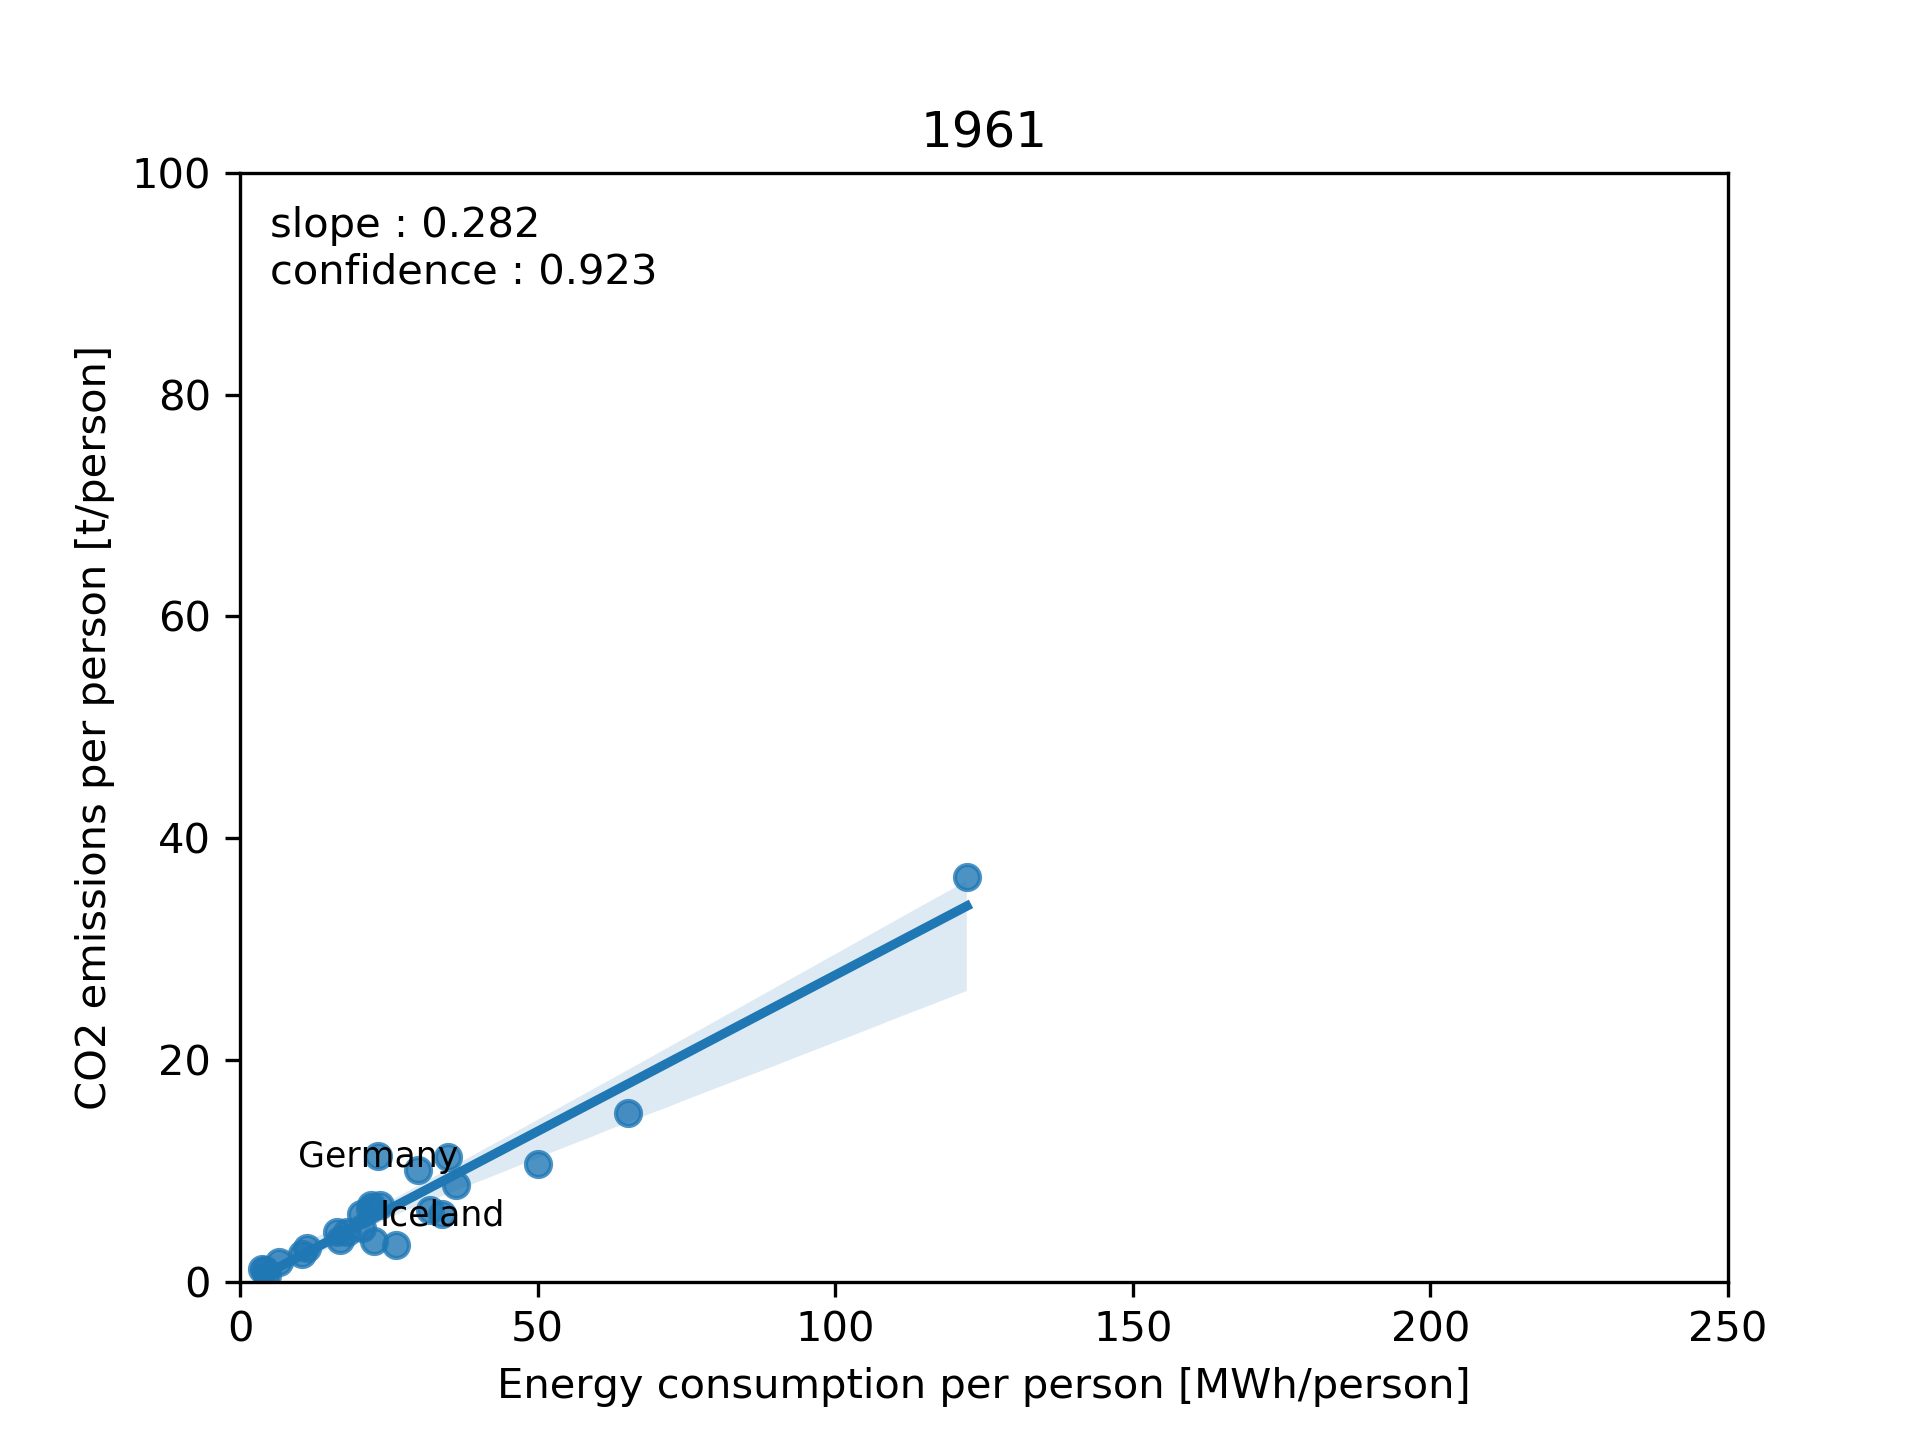 1961
slope : 0.282
confidence : 0.923
CO2 emissions per person [t/person]
100
80
60
40
20
0
Germany
Iceland
0 50 100 150 200 250
Energy consumption per person [MWh/person]